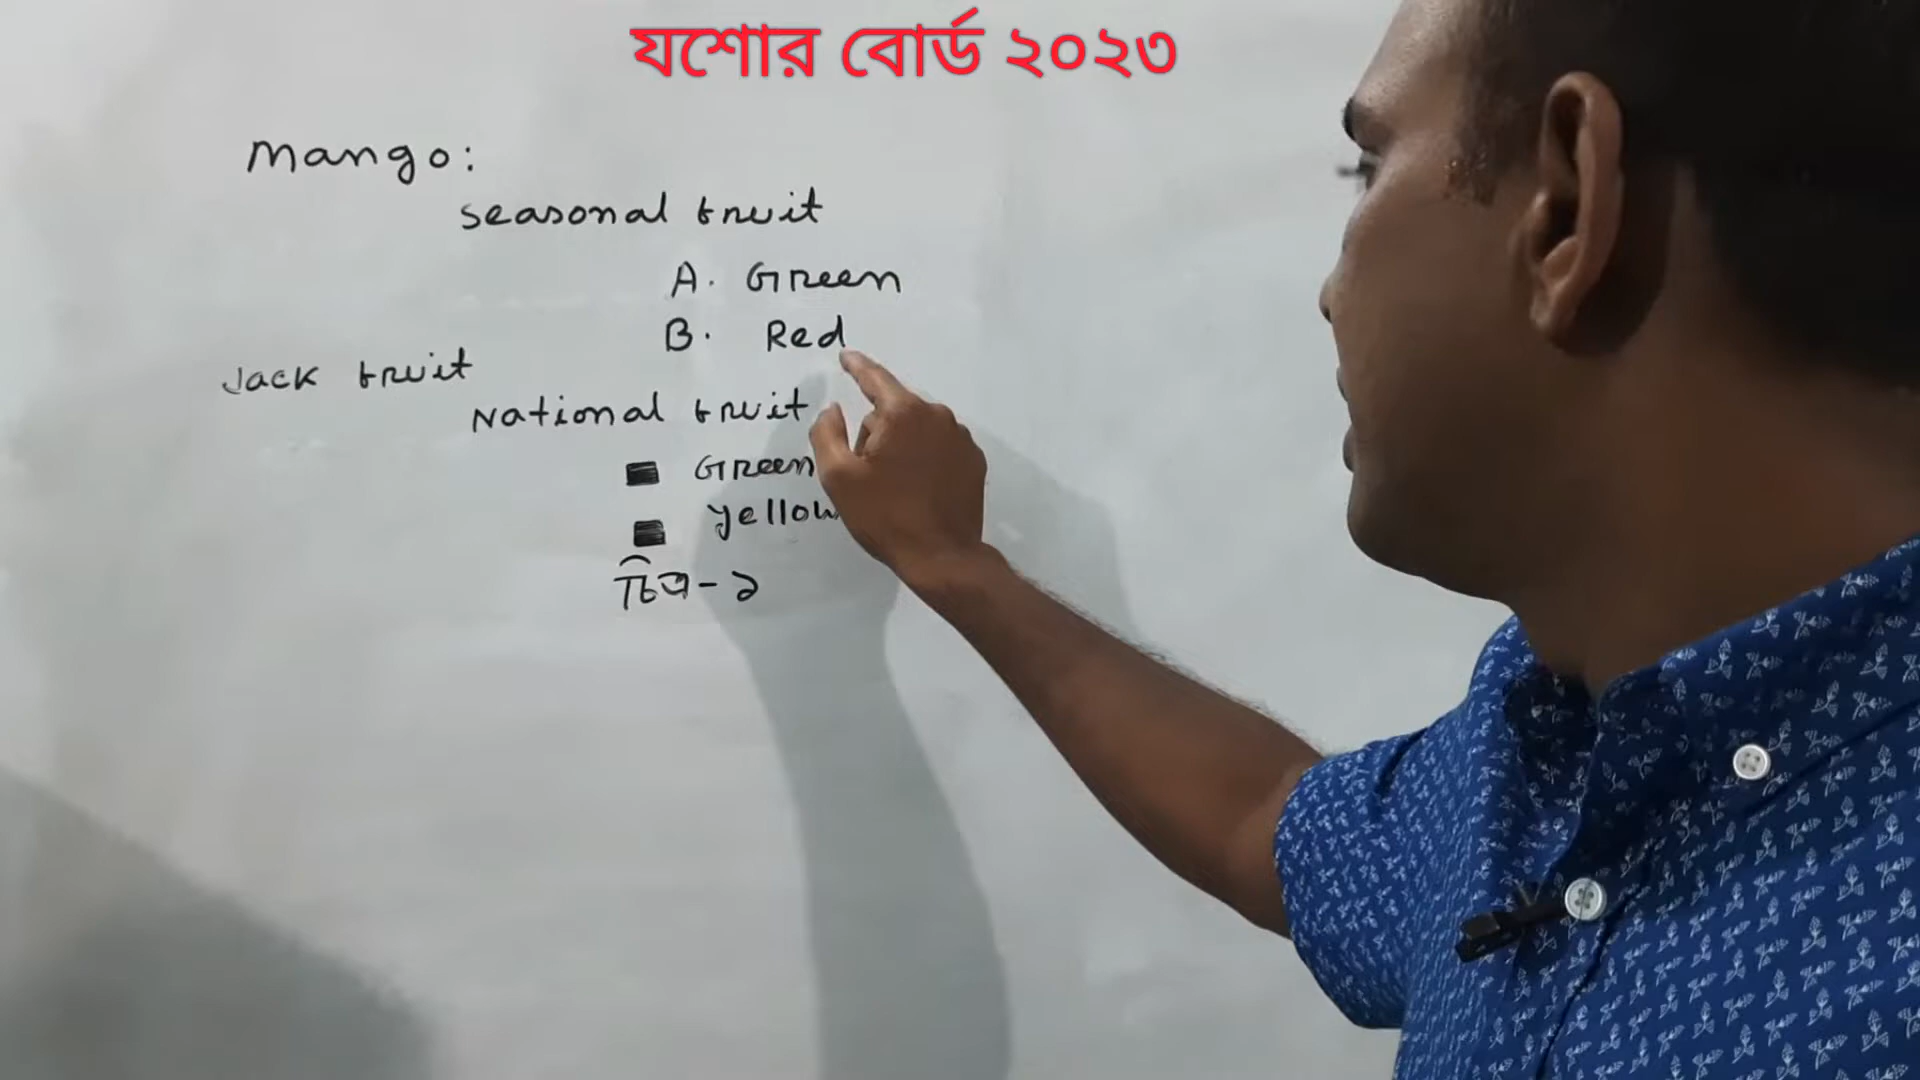 যশোর বোর্ড ২০২৩
Mango:
Seasonal fruit
A. Green
B. Red
Jack fruit
National fruit
■ Green
■ yellow
চিত্র-১